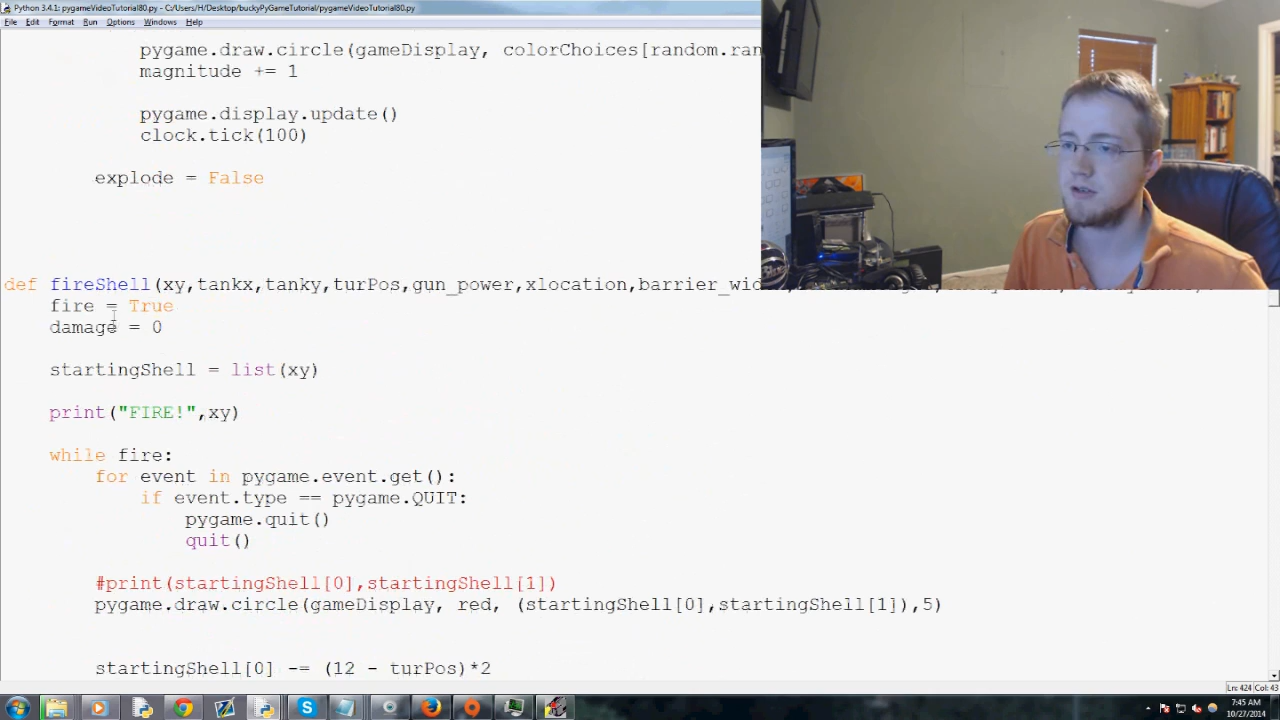 Python 3.4.1: pygameVideoTutorial80.py - C:/Users/H/Desktop/buckyPyGameTutorial/pygameVideoTutorial80.py
File Edit Format Run Options Windows Help
pygame.draw.circle(gameDisplay, colorChoices[random.ran
magnitude += 1
pygame.display.update()
clock.tick(100)
explode = False
def fireShell(xy,tankx,tanky,turPos,gun_power,xlocation,barrier_wid
fire = True
damage = 0
startingShell = list(xy)
print("FIRE!",xy)
while fire:
for event in pygame.event.get():
if event.type == pygame.QUIT:
pygame.quit()
quit()
#print(startingShell[0],startingShell[1])
pygame.draw.circle(gameDisplay, red, (startingShell[0],startingShell[1]),5)
startingShell[0] -= (12 - turPos)*2
Ln: 424 Col: 43
7:45 AM
10/27/2014